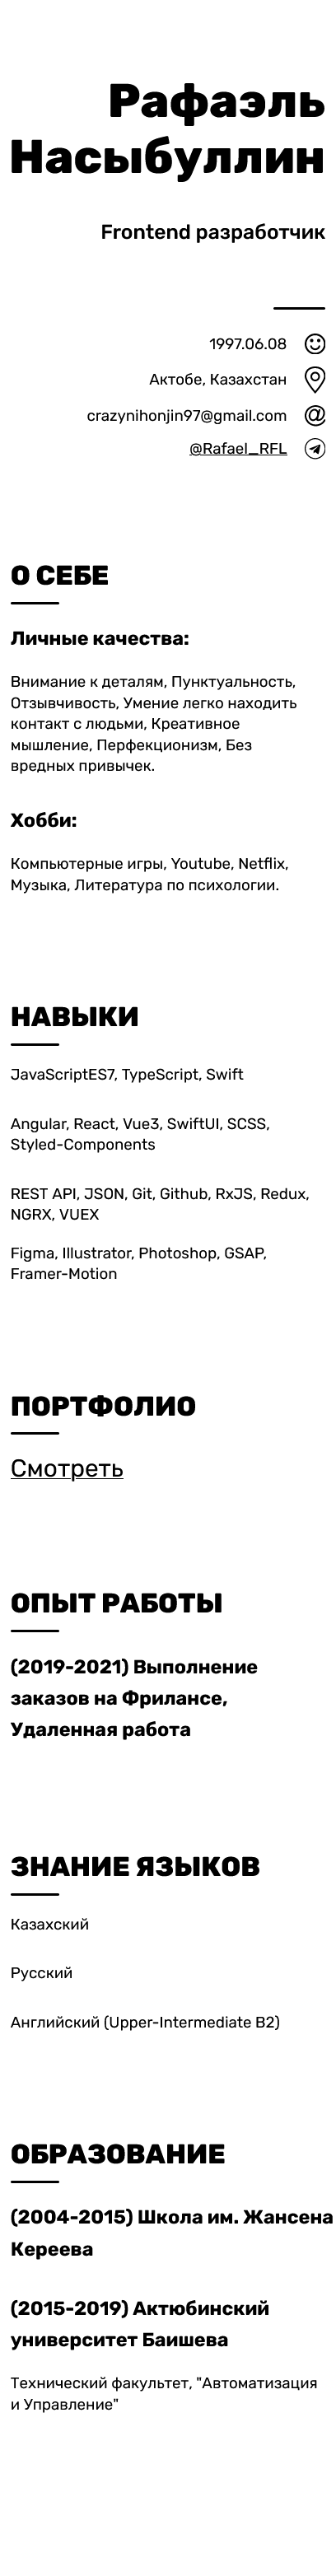 Рафаэль
Насыбуллин
Frontend разработчик
1997.06.08
Актобе, Казахстан
crazynihonjin97@gmail.com
@Rafael_RFL
О СЕБЕ
Личные качества:
Внимание к деталям, Пунктуальность,
Отзывчивость, Умение легко находить
контакт с людьми, Креативное
мышление, Перфекционизм, Без
вредных привычек.
Хобби:
Компьютерные игры, Youtube, Netflix,
Музыка, Литература по психологии.
НАВЫКИ
JavaScriptES7, TypeScript, Swift
Angular, React, Vue3, SwiftUI, SCSS,
Styled-Components
REST API, JSON, Git, Github, RxJS, Redux,
NGRX, VUEX
Figma, Illustrator, Photoshop, GSAP,
Framer-Motion
ПОРТФОЛИО
Смотреть
ОПЫТ РАБОТЫ
(2019-2021) Выполнение
заказов на Фрилансе,
Удаленная работа
ЗНАНИЕ ЯЗЫКОВ
Казахский
Русский
Английский (Upper-Intermediate B2)
ОБРАЗОВАНИЕ
(2004-2015) Школа им. Жансена
Кереева
(2015-2019) Актюбинский
университет Баишева
Технический факультет, "Автоматизация
и Управление"